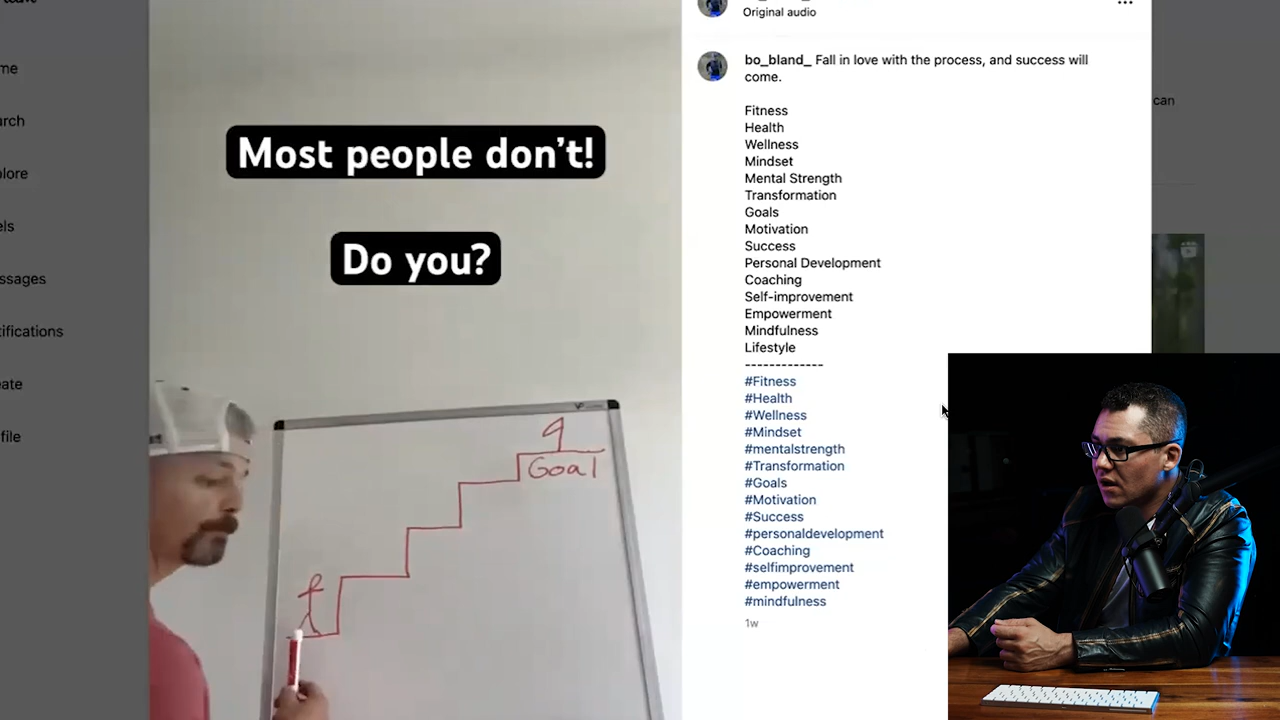 me
arch
plore
els
ssages
tifications
eate
file
Most people don't!
Do you?
Goal
Original audio
bo_bland_ Fall in love with the process, and success will
come.
Fitness
Health
Wellness
Mindset
Mental Strength
Transformation
Goals
Motivation
Success
Personal Development
Coaching
Self-improvement
Empowerment
Mindfulness
Lifestyle
-------------
#Fitness
#Health
#Wellness
#Mindset
#mentalstrength
#Transformation
#Goals
#Motivation
#Success
#personaldevelopment
#Coaching
#selfimprovement
#empowerment
#mindfulness
1w
can